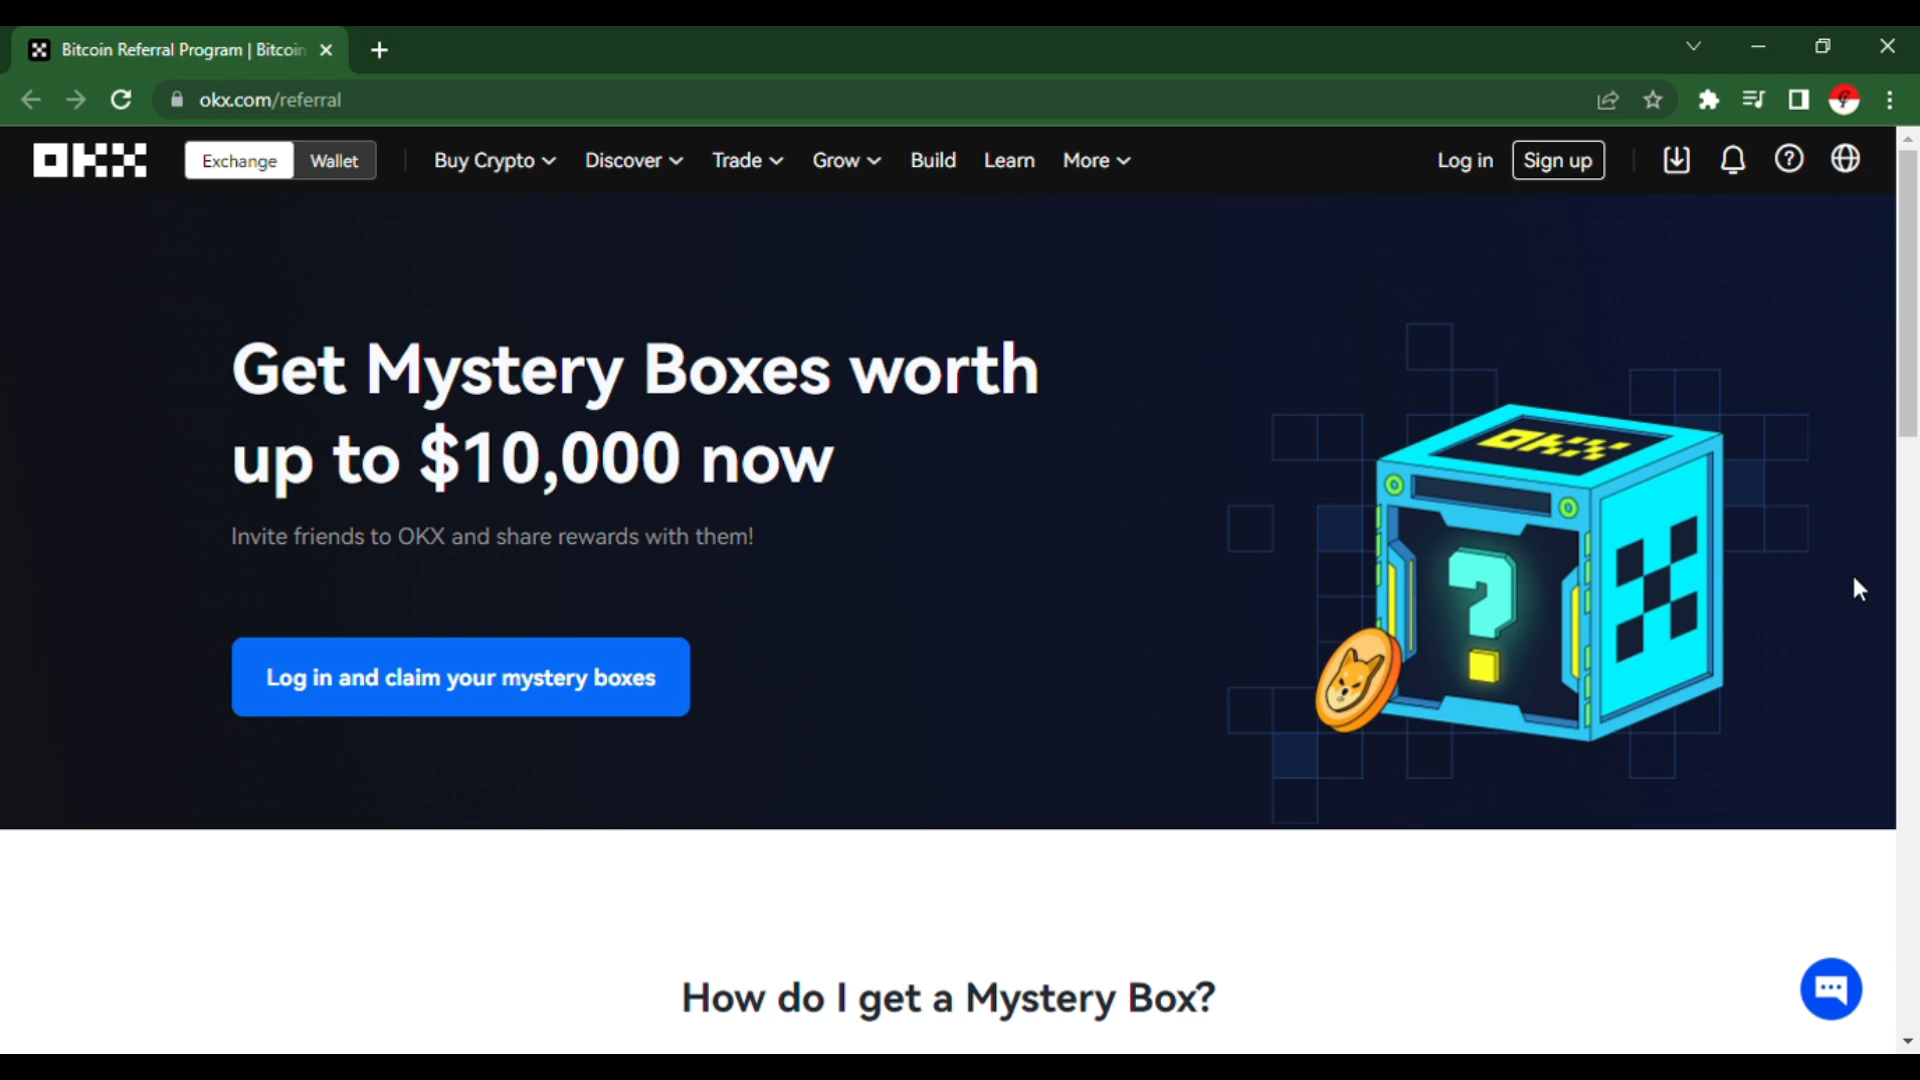 Bitcoin Referral Program | Bitcoin
okx.com/referral
OKX
Exchange
Wallet
Buy Crypto
Discover
Trade
Grow
Build
Learn
More
Log in
Sign up
Get Mystery Boxes worth
up to $10,000 now
Invite friends to OKX and share rewards with them!
Log in and claim your mystery boxes
OKX
?
How do I get a Mystery Box?